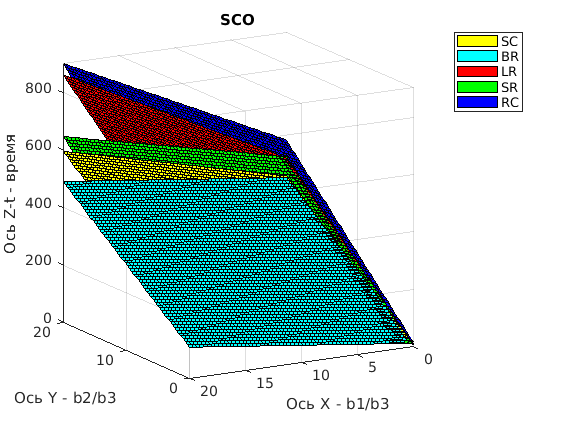 SCO
SC
BR
LR
SR
RC
800
600
400
200
0
Ось Z-t - время
20
10
0
Ось Y - b2/b3
20
15
10
5
0
Ось X - b1/b3